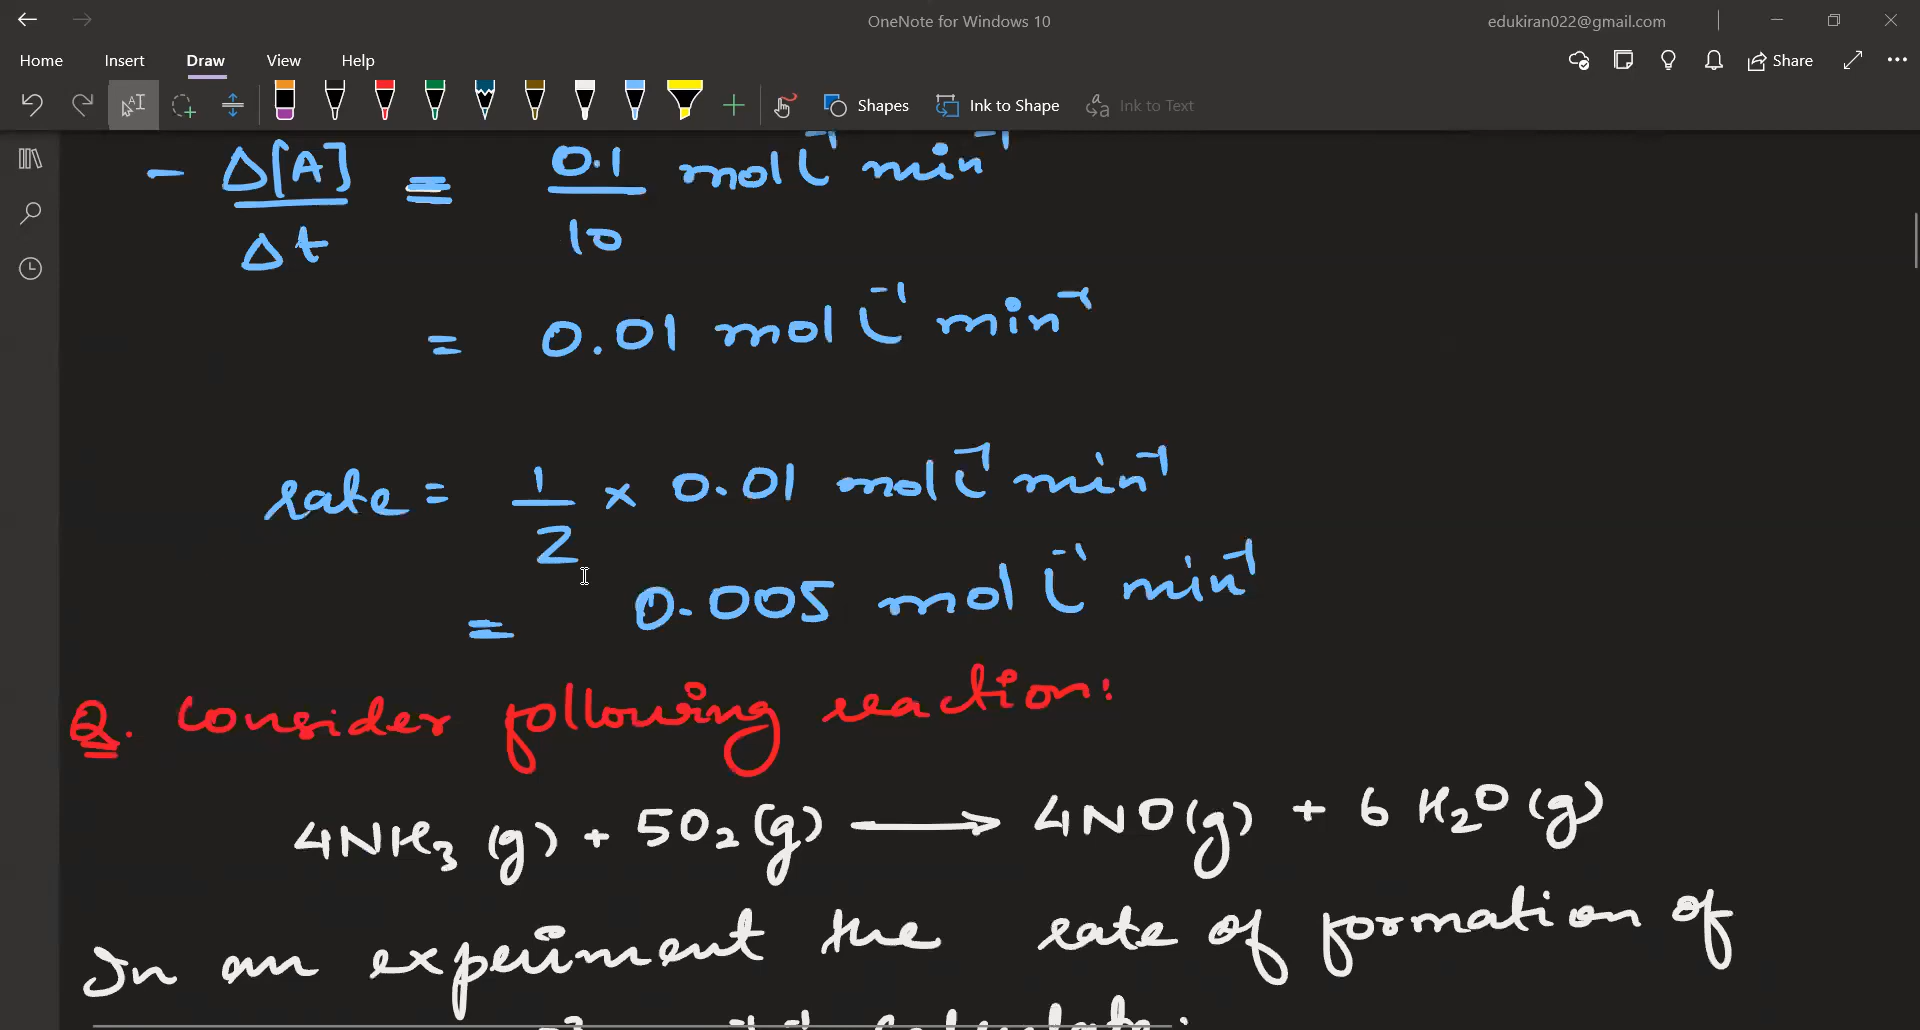 OneNote for Windows 10
edukiran022@gmail.com
Home Insert Draw View Help
Share
Shapes Ink to Shape Ink to Text
- Δ[A] / Δt = 0.1 / 10 mol L⁻¹ min⁻¹
= 0.01 mol L⁻¹ min⁻¹
rate = 1/2 × 0.01 mol L⁻¹ min⁻¹
= 0.005 mol L⁻¹ min⁻¹
Q. Consider following reaction:
4NH₃ (g) + 5O₂ (g) ⟶ 4NO(g) + 6H₂O (g)
In an experiment the rate of formation of
calculate: